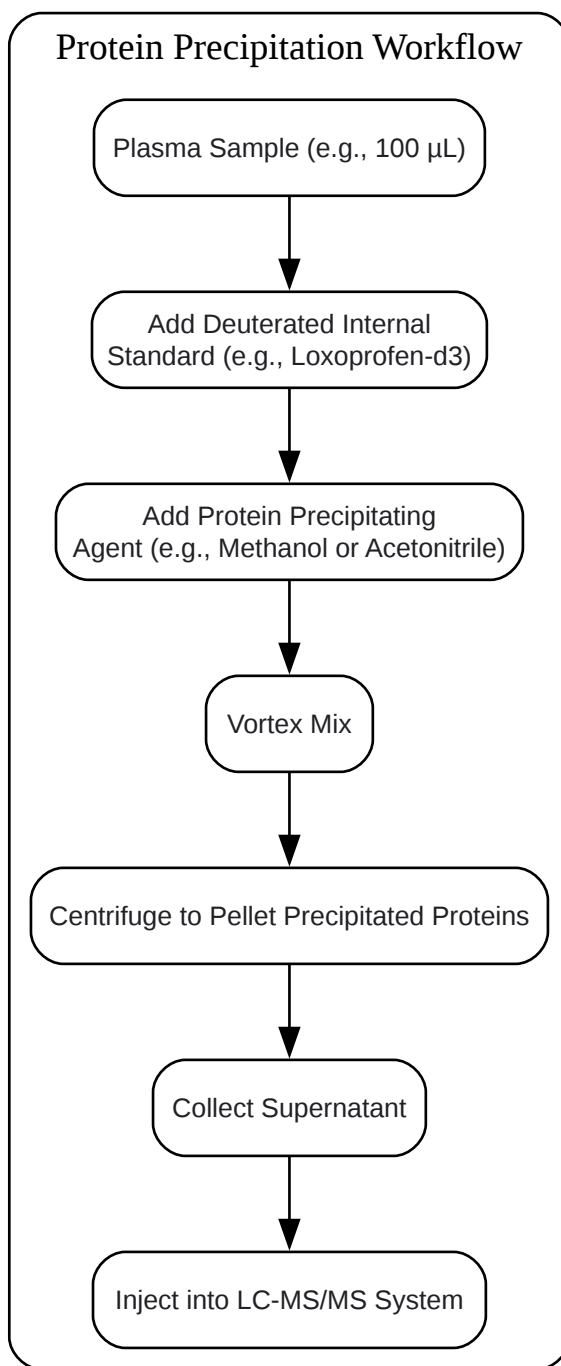 Protein Precipitation Workflow
Plasma Sample (e.g., 100 µL)
Add Deuterated Internal
Standard (e.g., Loxoprofen-d3)
Add Protein Precipitating
Agent (e.g., Methanol or Acetonitrile)
Vortex Mix
Centrifuge to Pellet Precipitated Proteins
Collect Supernatant
Inject into LC-MS/MS System